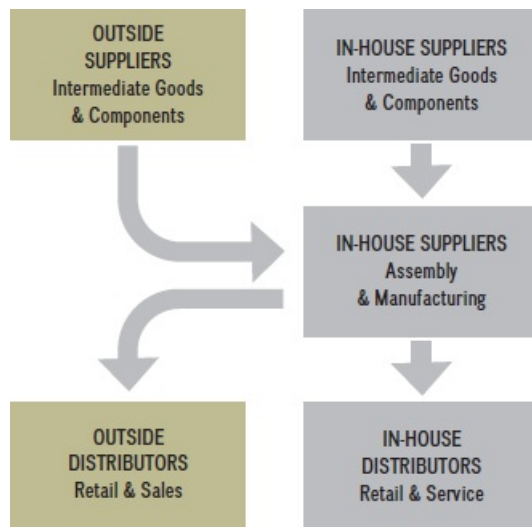 OUTSIDE
SUPPLIERS
Intermediate Goods
& Components
IN-HOUSE SUPPLIERS
Intermediate Goods
& Components
IN-HOUSE SUPPLIERS
Assembly
& Manufacturing
OUTSIDE
DISTRIBUTORS
Retail & Sales
IN-HOUSE
DISTRIBUTORS
Retail & Service